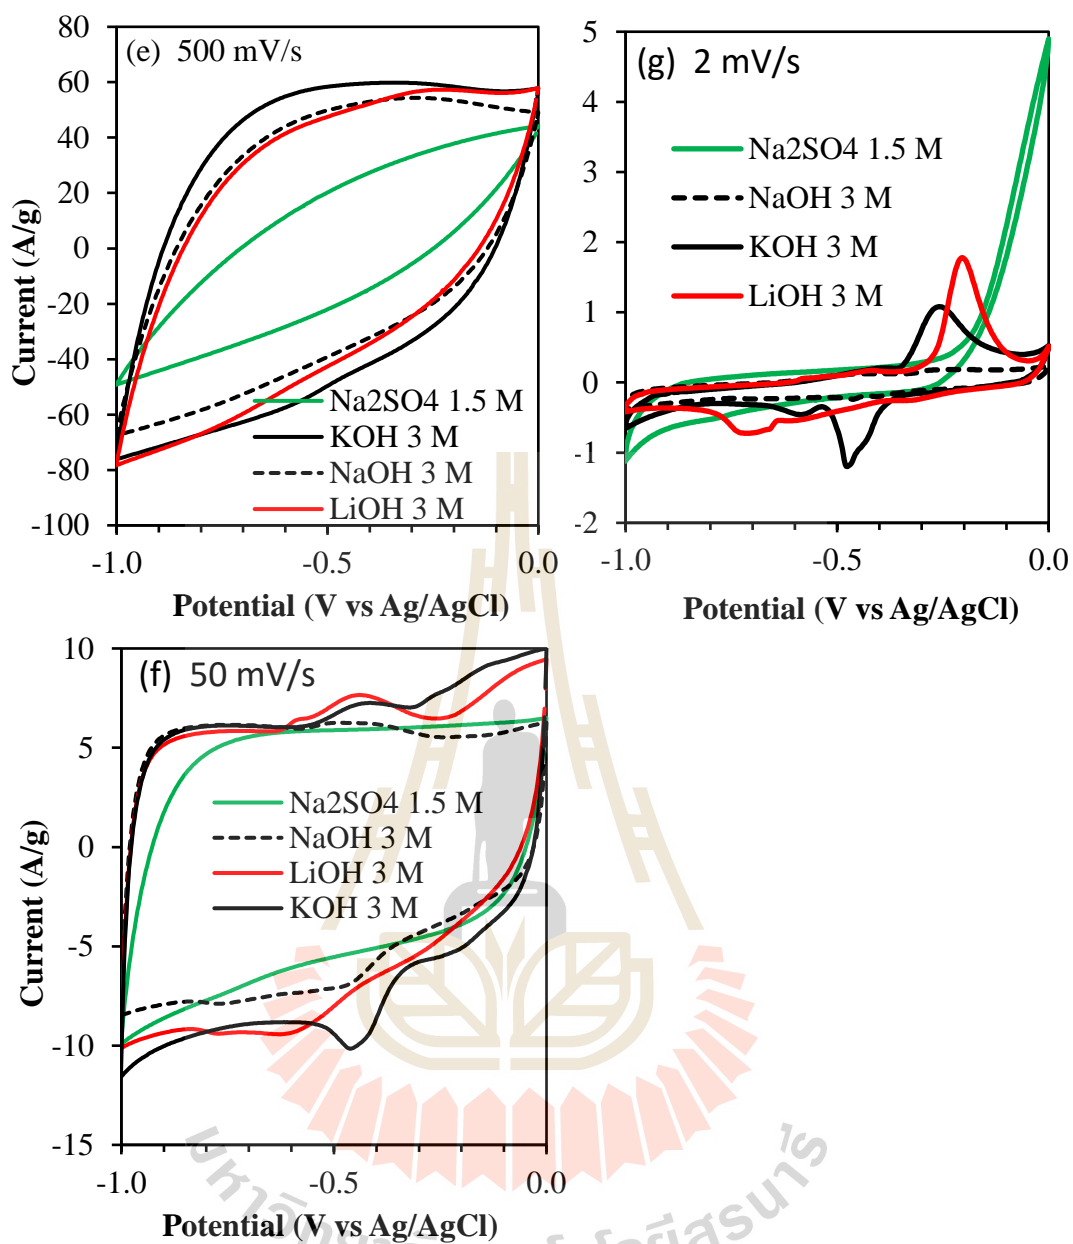 (e) 500 mV/s
80
60
40
20
0
-20
-40
-60
-80
-100
Current (A/g)
Na2SO4 1.5 M
KOH 3 M
NaOH 3 M
LiOH 3 M
-1.0 -0.5 0.0
Potential (V vs Ag/AgCl)
(g) 2 mV/s
5
4
3
2
1
0
-1
-2
Na2SO4 1.5 M
NaOH 3 M
KOH 3 M
LiOH 3 M
-1.0 -0.5 0.0
Potential (V vs Ag/AgCl)
(f) 50 mV/s
10
5
0
-5
-10
-15
Current (A/g)
Na2SO4 1.5 M
NaOH 3 M
LiOH 3 M
KOH 3 M
-1.0 -0.5 0.0
Potential (V vs Ag/AgCl)